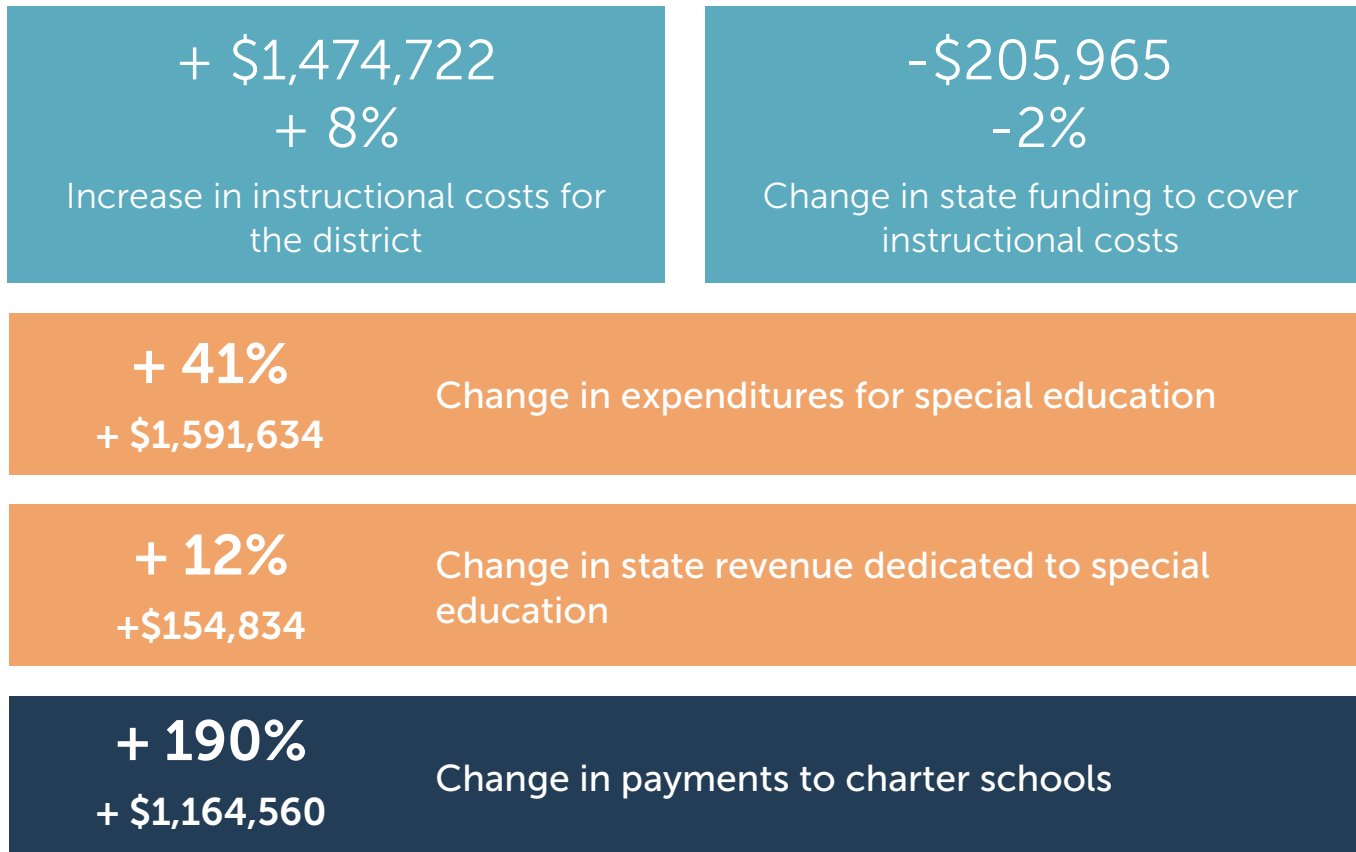 + $1,474,722
+ 8%
Increase in instructional costs for
the district
-$205,965
-2%
Change in state funding to cover
instructional costs
+ 41%
+ $1,591,634
Change in expenditures for special education
+ 12%
+$154,834
Change in state revenue dedicated to special
education
+ 190%
+ $1,164,560
Change in payments to charter schools